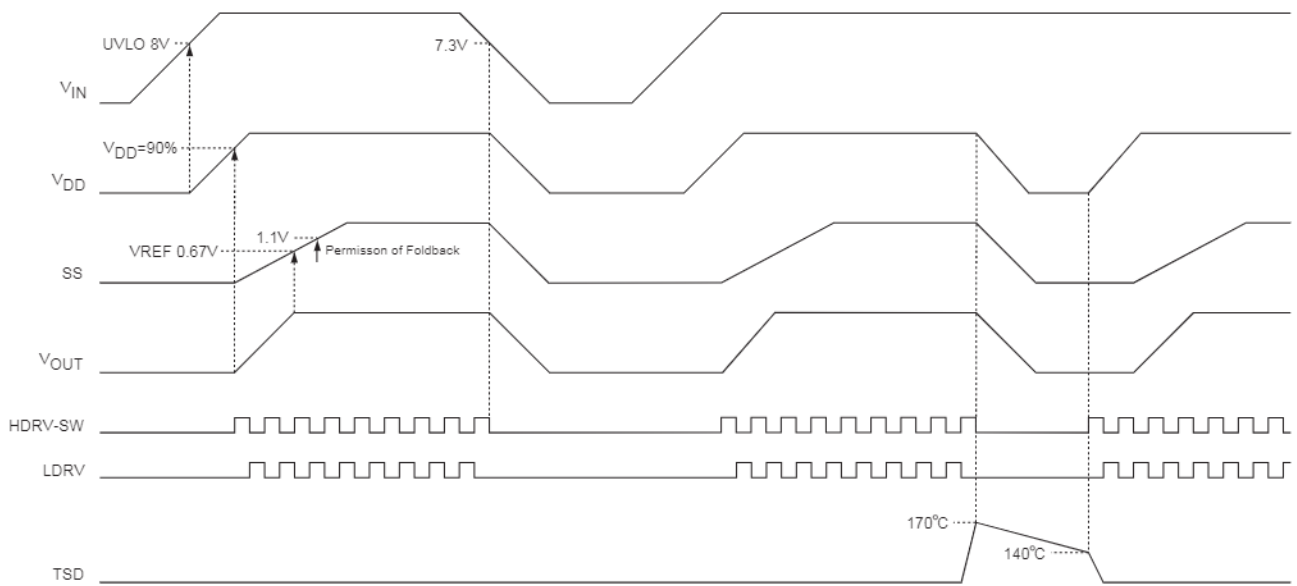 UVLO 8V
7.3V
VIN
VDD=90%
VDD
1.1V
VREF 0.67V
Permisson of Foldback
SS
VOUT
HDRV-SW
LDRV
170°C
140°C
TSD